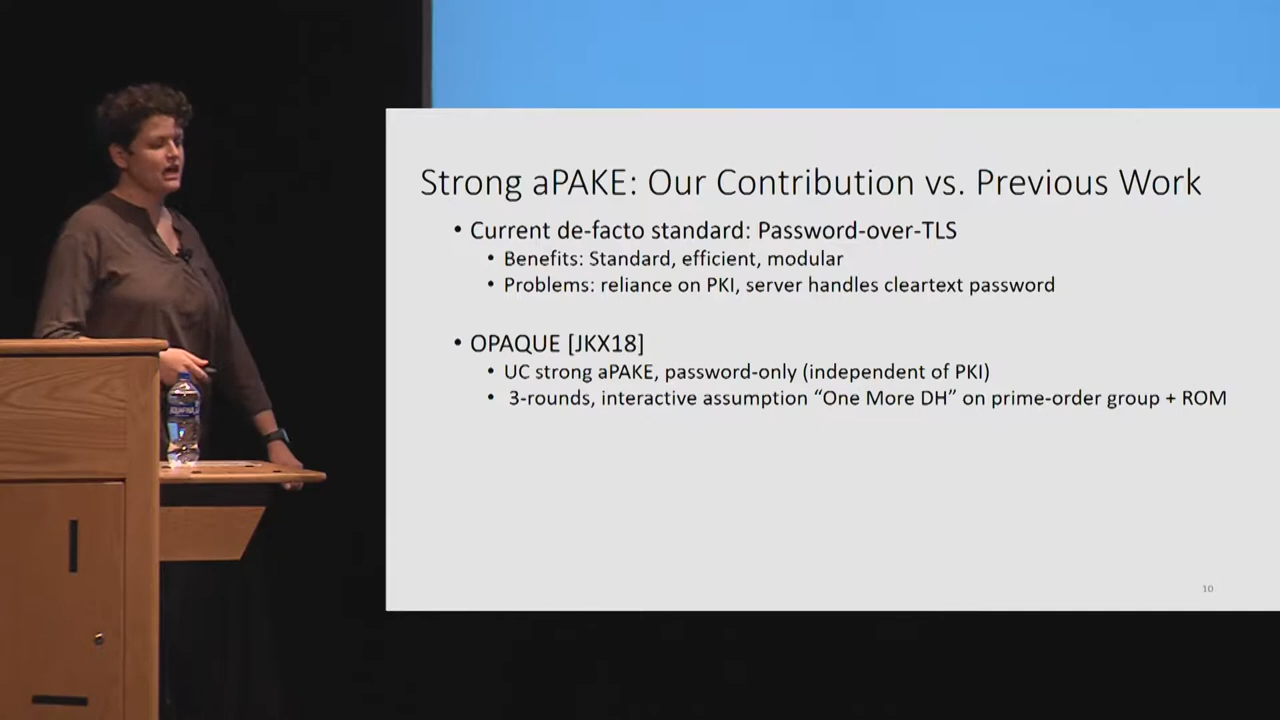 Strong aPAKE: Our Contribution vs. Previous Work
• Current de-facto standard: Password-over-TLS
• Benefits: Standard, efficient, modular
• Problems: reliance on PKI, server handles cleartext password
• OPAQUE [JKX18]
• UC strong aPAKE, password-only (independent of PKI)
• 3-rounds, interactive assumption “One More DH” on prime-order group + ROM
10